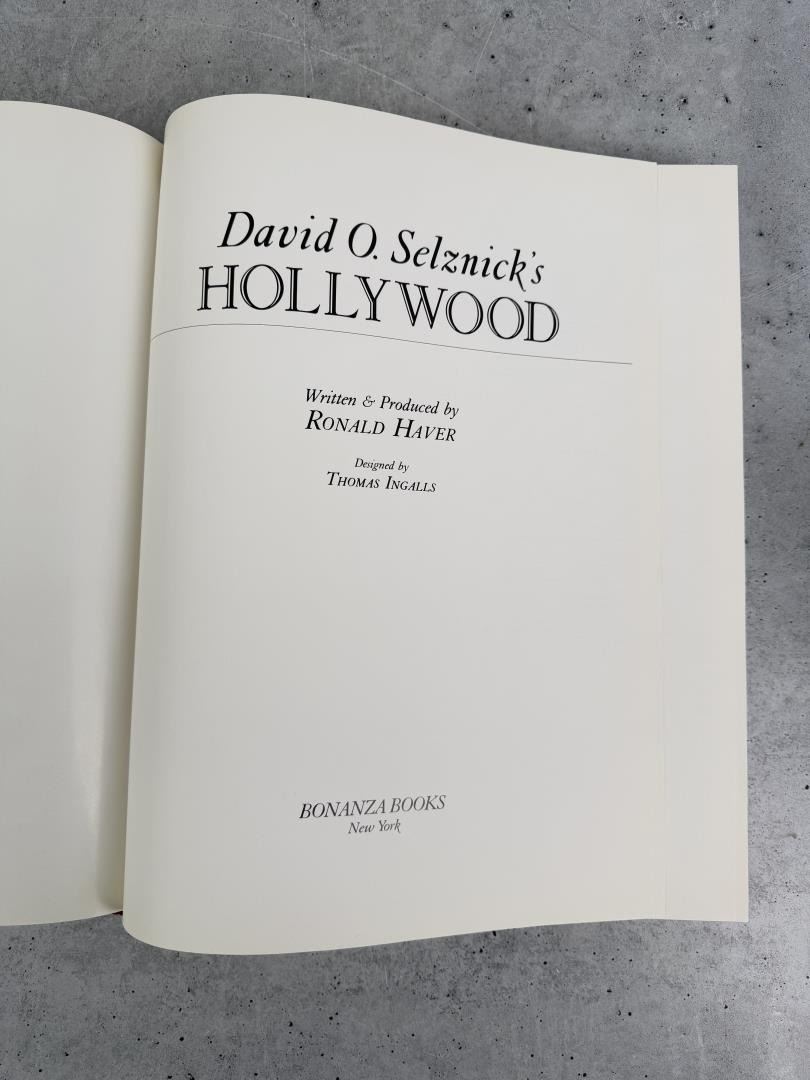 David O. Selznick's
HOLLYWOOD
Written & Produced by
RONALD HAVER
Designed by
THOMAS INGALLS
BONANZA BOOKS
New York